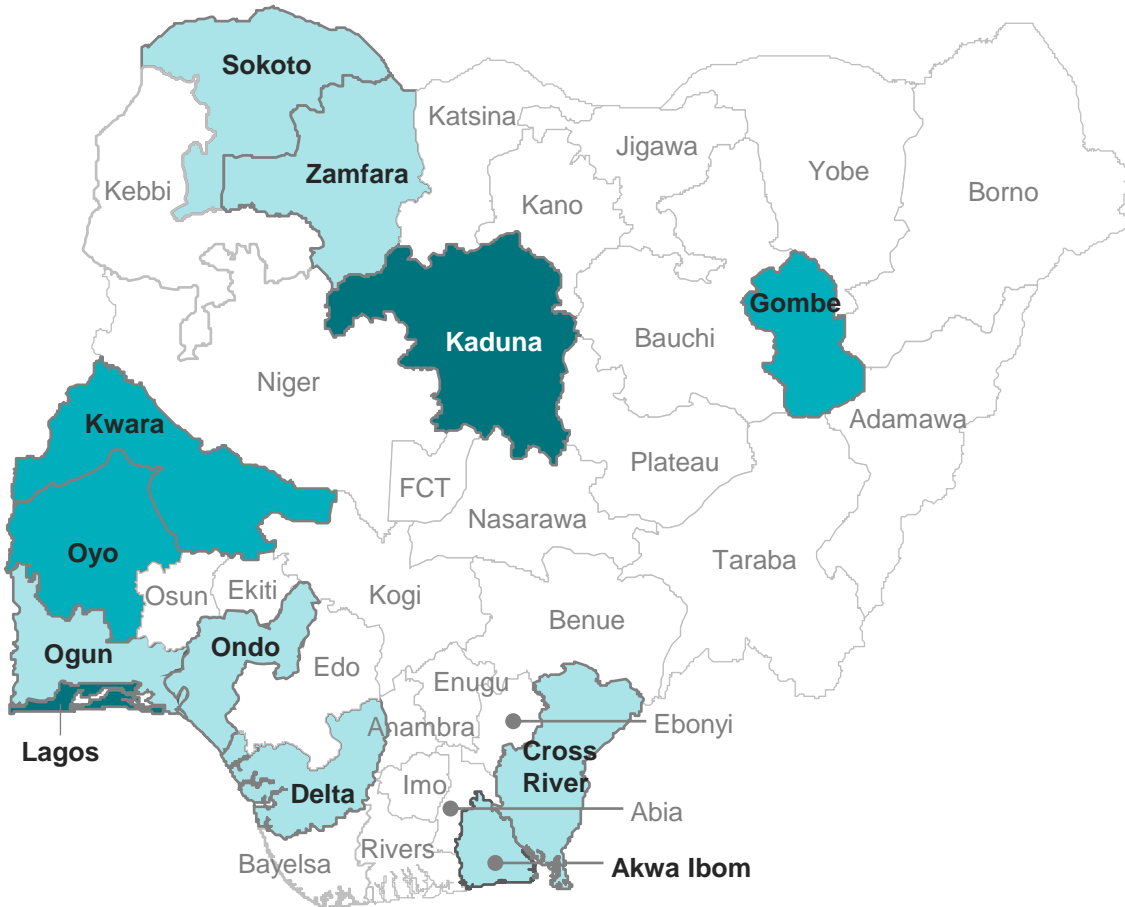 Sokoto
Katsina
Jigawa
Yobe
Borno
Zamfara
Kebbi
Kano
Gombe
Kaduna
Bauchi
Niger
Kwara
Adamawa
Plateau
FCT
Nasarawa
Oyo
Taraba
Osun
Ekiti
Kogi
Benue
Ogun
Ondo
Edo
Enugu
Anambra
Ebonyi
Lagos
Cross
River
Delta
Imo
Abia
Bayelsa
Rivers
Akwa Ibom